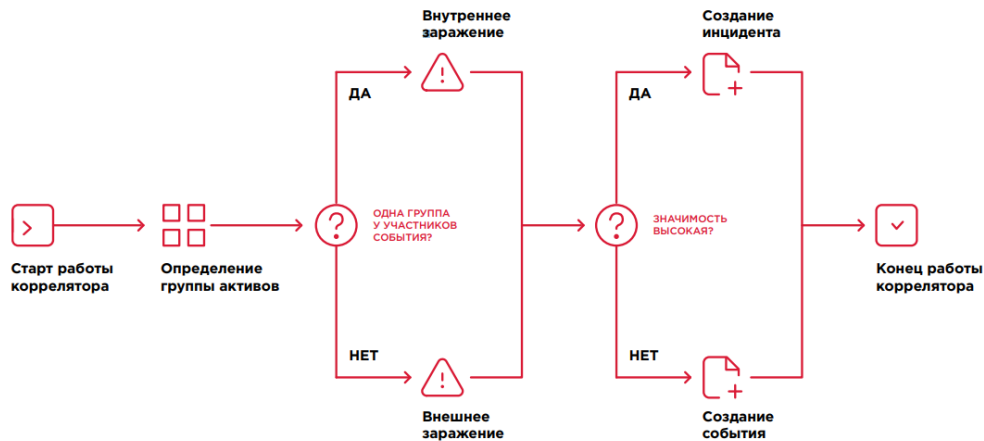 Внутреннее
заражение
Создание
инцидента
ДА
ДА
ОДНА ГРУППА
У УЧАСТНИКОВ
СОБЫТИЯ?
ЗНАЧИМОСТЬ
ВЫСОКАЯ?
Старт работы
коррелятора
Определение
группы активов
Конец работы
коррелятора
НЕТ
НЕТ
Внешнее
заражение
Создание
события